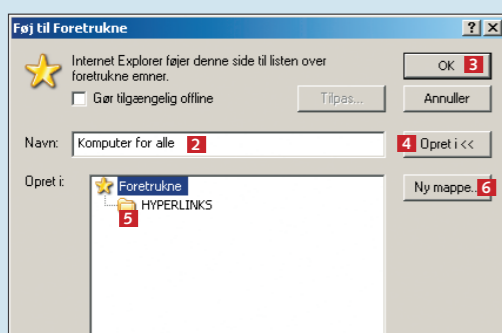 Føj til Foretrukne
Internet Explorer føjer denne side til listen over
foretrukne emner.
OK 3
Gør tilgængelig offline
Tilpas...
Annuller
Navn: Komputer for alle 2
4 Opret i <<
Opret i:
Foretrukne
Ny mappe.. 6
HYPERLINKS
5